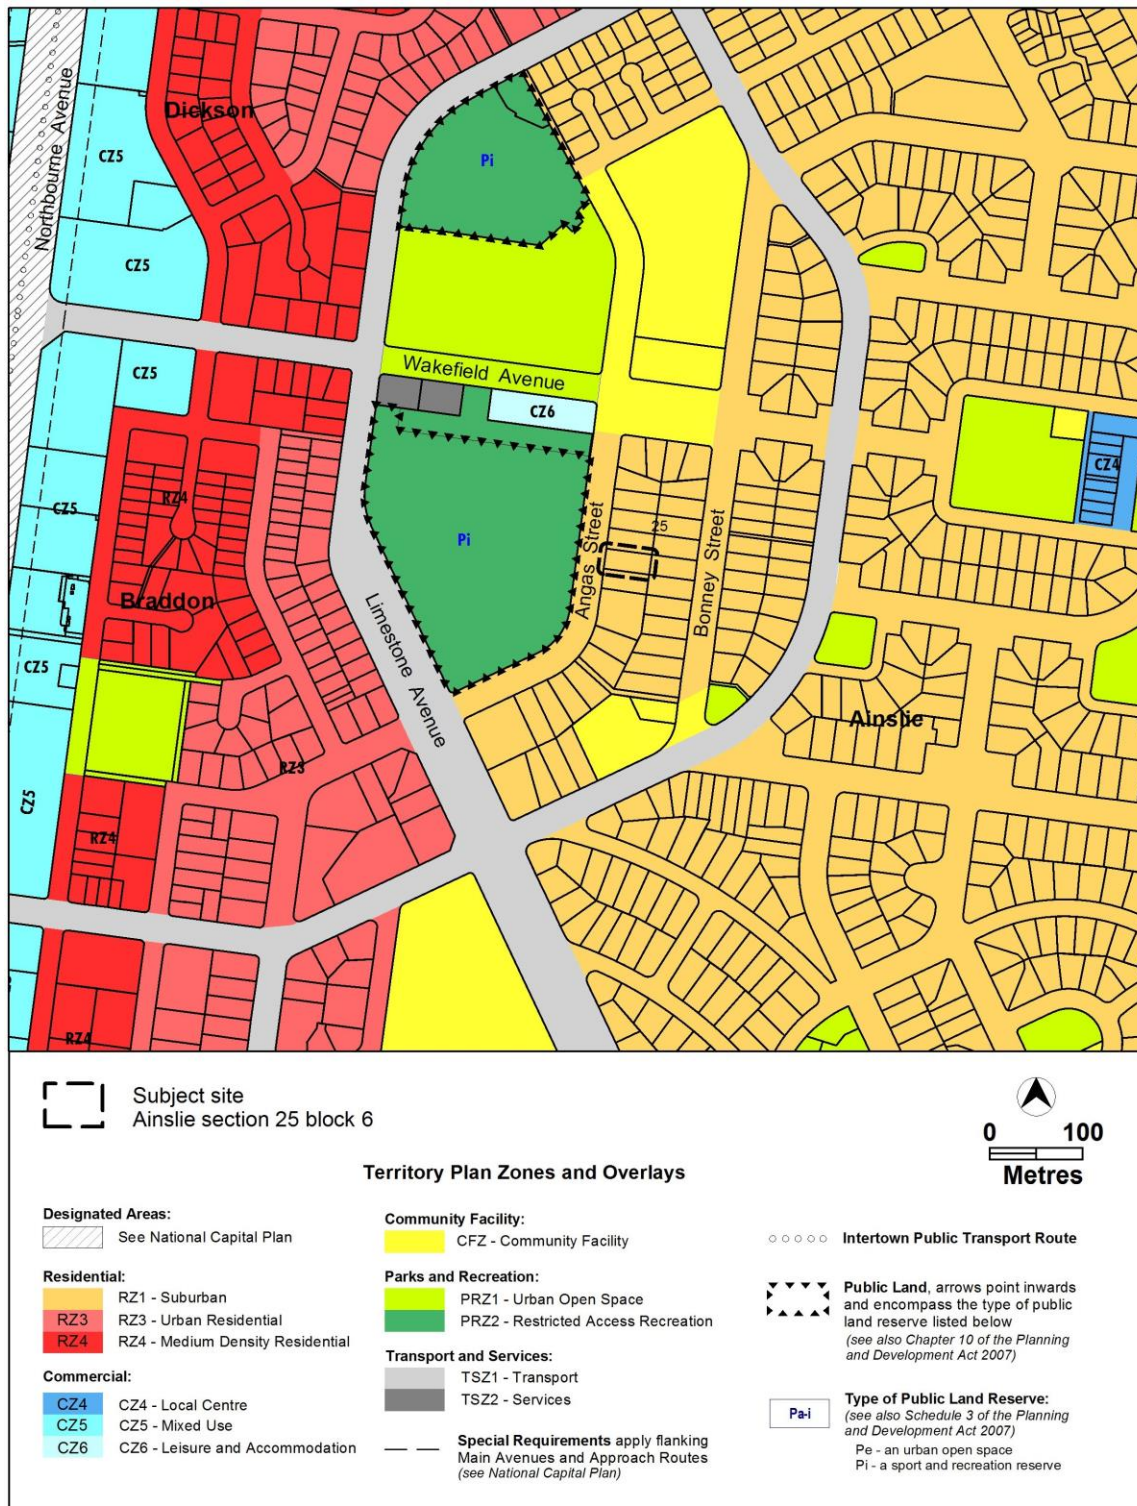 Northbourne Avenue
Dickson
CZ5
Pi
CZ5
CZ5
Wakefield Avenue
CZ6
CZ4
RZ4
CZ5
Pi
25
Angas Street
Bonney Street
Braddon
Limestone Avenue
CZ5
Ainslie
RZ3
CZ5
RZ4
RZ4
Subject site
Ainslie section 25 block 6
0 100
Metres
Territory Plan Zones and Overlays
Designated Areas:
See National Capital Plan
Residential:
RZ1 - Suburban
RZ3 RZ3 - Urban Residential
RZ4 RZ4 - Medium Density Residential
Commercial:
CZ4 CZ4 - Local Centre
CZ5 CZ5 - Mixed Use
CZ6 CZ6 - Leisure and Accommodation
Community Facility:
CFZ - Community Facility
Parks and Recreation:
PRZ1 - Urban Open Space
PRZ2 - Restricted Access Recreation
Transport and Services:
TSZ1 - Transport
TSZ2 - Services
Special Requirements apply flanking
Main Avenues and Approach Routes
(see National Capital Plan)
Intertown Public Transport Route
Public Land, arrows point inwards
and encompass the type of public
land reserve listed below
(see also Chapter 10 of the Planning
and Development Act 2007)
Pa-i
Type of Public Land Reserve:
(see also Schedule 3 of the Planning
and Development Act 2007)
Pe - an urban open space
Pi - a sport and recreation reserve